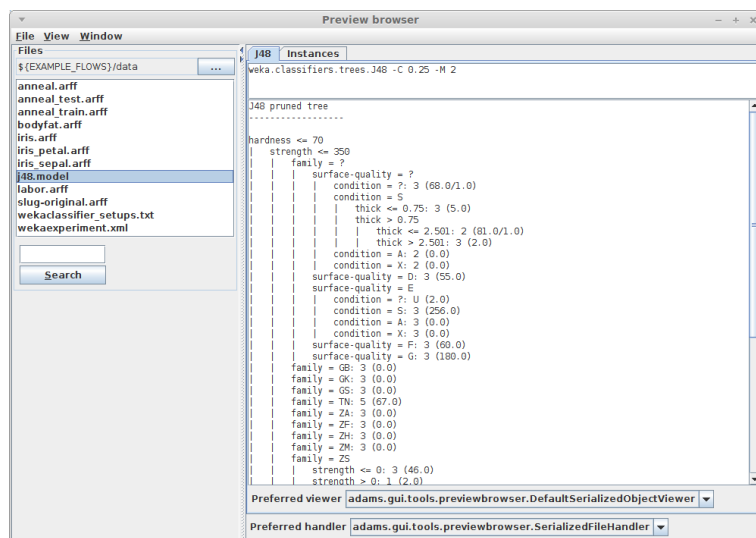 Preview browser
File View Window
Files
${EXAMPLE_FLOWS}/data ...
anneal.arff
anneal_test.arff
anneal_train.arff
bodyfat.arff
iris.arff
iris_petal.arff
iris_sepal.arff
j48.model
labor.arff
slug-original.arff
wekaclassifier_setups.txt
wekaexperiment.xml
Search
J48 Instances
weka.classifiers.trees.J48 -C 0.25 -M 2
J48 pruned tree
------------------
hardness <= 70
| strength <= 350
| | family = ?
| | | surface-quality = ?
| | | | condition = ?: 3 (68.0/1.0)
| | | | condition = S
| | | | | thick <= 0.75: 3 (5.0)
| | | | | thick > 0.75
| | | | | | thick <= 2.501: 2 (81.0/1.0)
| | | | | | thick > 2.501: 3 (2.0)
| | | | condition = A: 2 (0.0)
| | | | condition = X: 2 (0.0)
| | | surface-quality = D: 3 (55.0)
| | | surface-quality = E
| | | | condition = ?: U (2.0)
| | | | condition = S: 3 (256.0)
| | | | condition = A: 3 (0.0)
| | | | condition = X: 3 (0.0)
| | | surface-quality = F: 3 (60.0)
| | | surface-quality = G: 3 (180.0)
| | family = GB: 3 (0.0)
| | family = GK: 3 (0.0)
| | family = GS: 3 (0.0)
| | family = TN: 5 (67.0)
| | family = ZA: 3 (0.0)
| | family = ZF: 3 (0.0)
| | family = ZH: 3 (0.0)
| | family = ZM: 3 (0.0)
| | family = ZS
| | | strength <= 0: 3 (46.0)
| | | strength > 0: 1 (2.0)
Preferred viewer adams.gui.tools.previewbrowser.DefaultSerializedObjectViewer
Preferred handler adams.gui.tools.previewbrowser.SerializedFileHandler